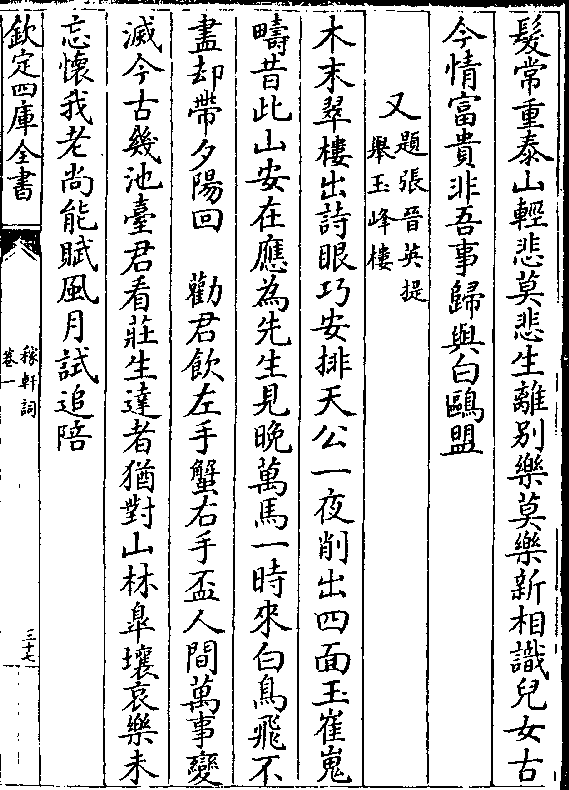 髮常重泰山輕悲莫悲生離別樂莫樂新相識兒女古
今情富貴非吾事歸與白鷗盟
又題張晉英提
舉玉峰樓
木末翠樓出詩眼巧安排天公一夜削出四面玉崔嵬
疇昔此山安在應為先生見晚萬馬一時來白鳥飛不
盡却帶夕陽回　勸君飲左手蟹右手盃人間萬事變
滅今古幾池臺君看莊生達者猶對山林臯壤哀樂未
忘懷我老尚能賦風月試追陪
欽定四庫全書
稼軒詞
卷一
三十七